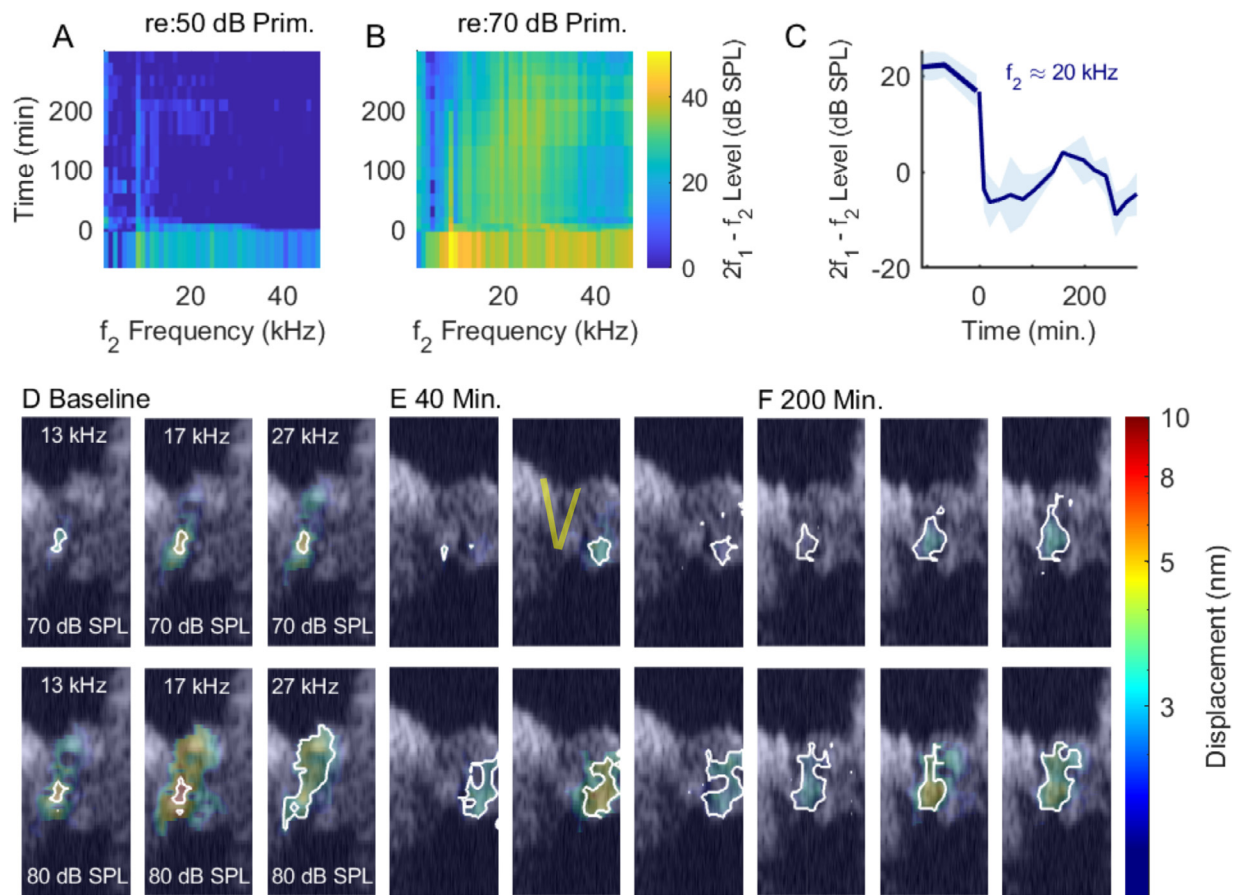 re:50 dB Prim.
re:70 dB Prim.
A
B
C
Time (min)
200
100
0
20
40
f2 Frequency (kHz)
20
40
f2 Frequency (kHz)
40
20
0
2f1 - f2 Level (dB SPL)
2f1 - f2 Level (dB SPL)
20
0
-20
f2 ≈ 20 kHz
0
200
Time (min.)
D Baseline
E 40 Min.
F 200 Min.
13 kHz
17 kHz
27 kHz
70 dB SPL
70 dB SPL
70 dB SPL
V
13 kHz
17 kHz
27 kHz
80 dB SPL
80 dB SPL
80 dB SPL
10
8
5
3
Displacement (nm)